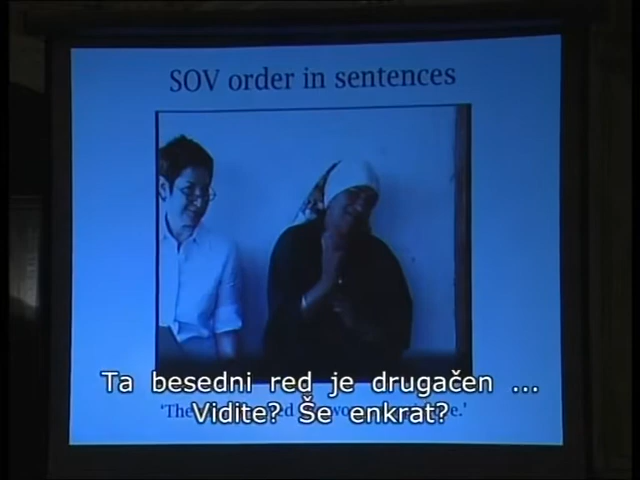 SOV order in sentences
Ta besedni red je drugačen ...
Vidite? Še enkrat?